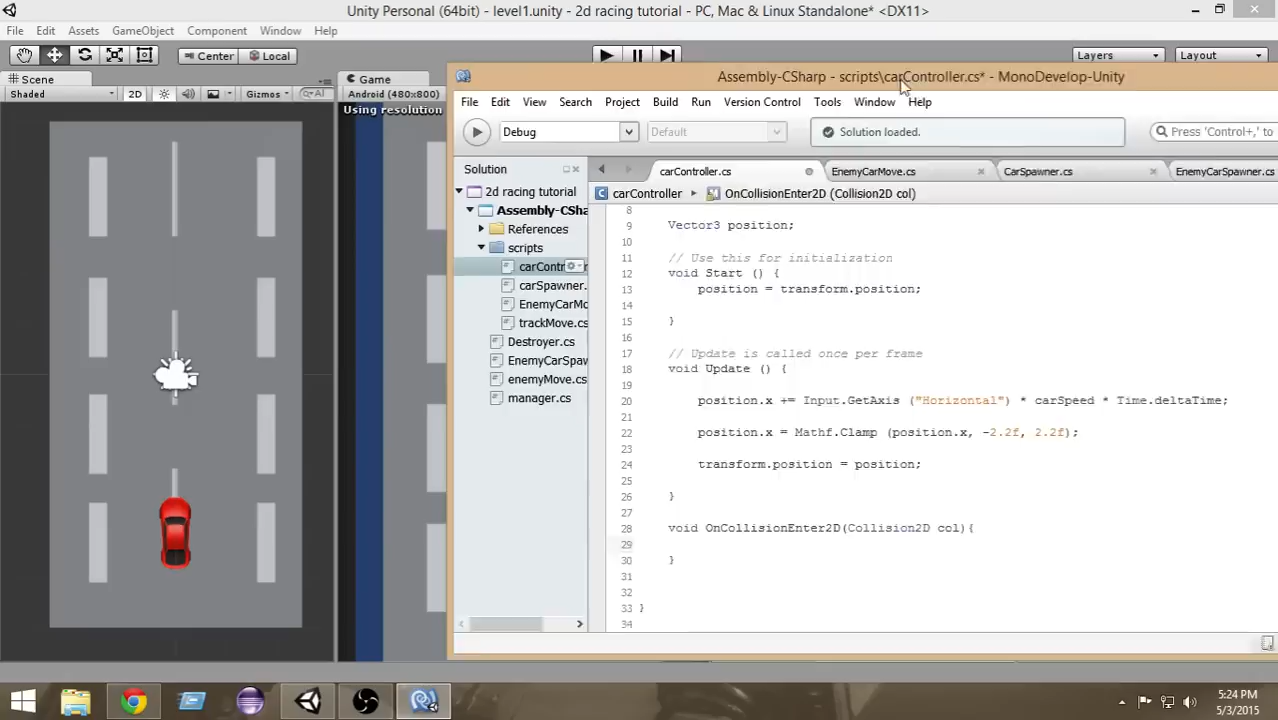 Unity Personal (64bit) - level1.unity - 2d racing tutorial - PC, Mac & Linux Standalone* <DX11>
File Edit Assets GameObject Component Window Help
Center Local Layers Layout
Scene Game
Shaded 2D Gizmos All Android (480x800)
Using resolution
Assembly-CSharp - scripts\carController.cs* - MonoDevelop-Unity
File Edit View Search Project Build Run Version Control Tools Window Help
Debug Default Solution loaded. Press 'Control+,' to
Solution carController.cs EnemyCarMove.cs CarSpawner.cs EnemyCarSpawner.cs
carController OnCollisionEnter2D (Collision2D col)
2d racing tutorial
Assembly-CSha
References
scripts
carContr
carSpawner.
EnemyCarMo
trackMove.cs
Destroyer.cs
EnemyCarSpaw
enemyMove.cs
manager.cs
8
9 Vector3 position;
10
11 // Use this for initialization
12 void Start () {
13 position = transform.position;
14
15 }
16
17 // Update is called once per frame
18 void Update () {
19
20 position.x += Input.GetAxis ("Horizontal") * carSpeed * Time.deltaTime;
21
22 position.x = Mathf.Clamp (position.x, -2.2f, 2.2f);
23
24 transform.position = position;
25
26 }
27
28 void OnCollisionEnter2D(Collision2D col){
29
30 }
31
32
33 }
34
5:24 PM
5/3/2015